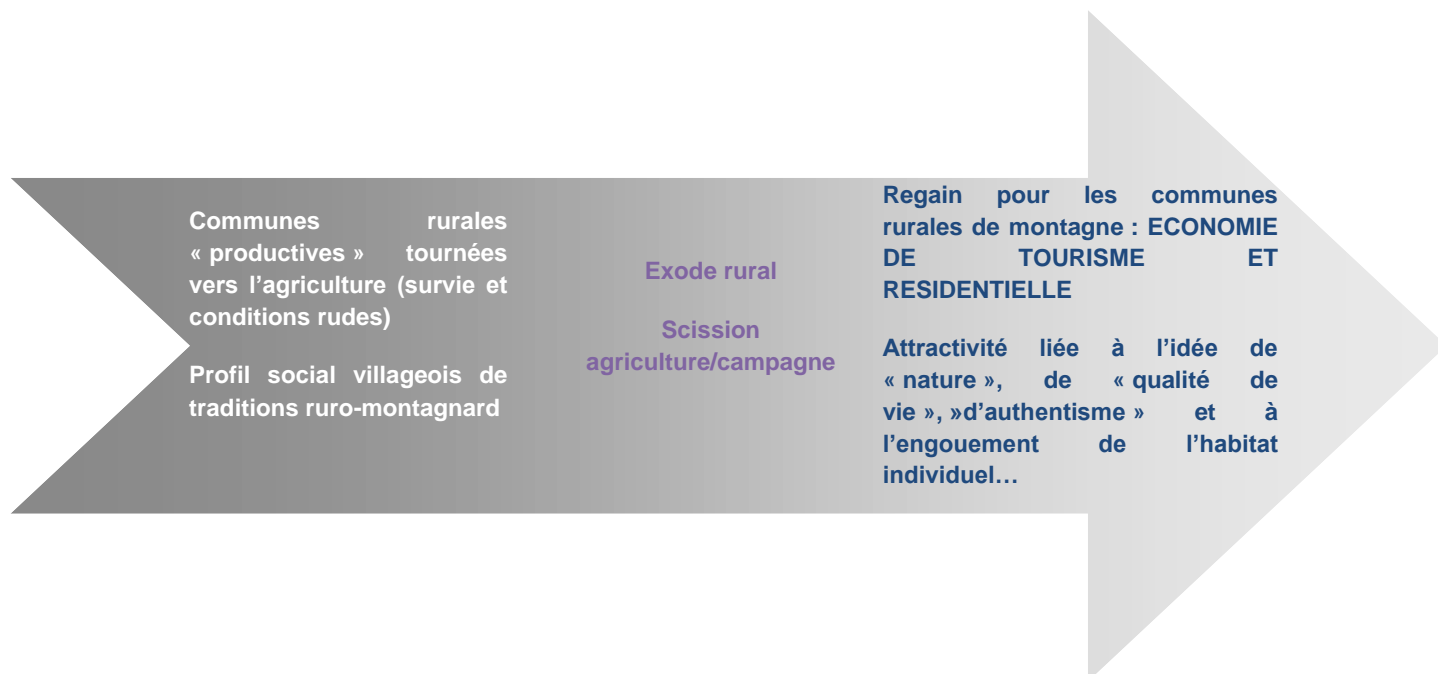 Communes rurales
« productives » tournées
vers l’agriculture (survie et
conditions rudes)
Profil social villageois de
traditions ruro-montagnard
Exode rural
Scission
agriculture/campagne
Regain pour les communes
rurales de montagne : ECONOMIE
DE TOURISME ET
RESIDENTIELLE
Attractivité liée à l’idée de
« nature », de « qualité de
vie », »d’authentisme » et à
l’engouement de l’habitat
individuel…